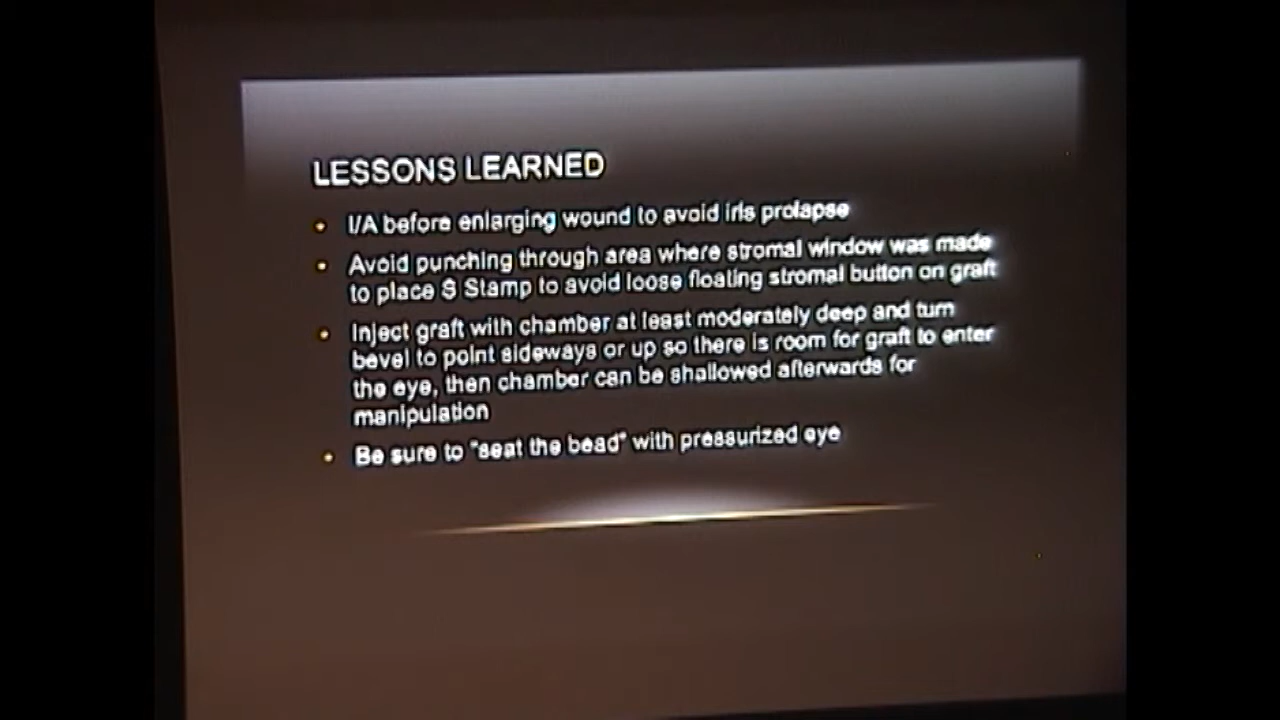 LESSONS LEARNED
• I/A before enlarging wound to avoid iris prolapse
• Avoid punching through area where stromal window was made
to place S Stamp to avoid loose floating stromal button on graft
• Inject graft with chamber at least moderately deep and turn
bevel to point sideways or up so there is room for graft to enter
the eye, then chamber can be shallowed afterwards for
manipulation
• Be sure to "seat the bead" with pressurized eye